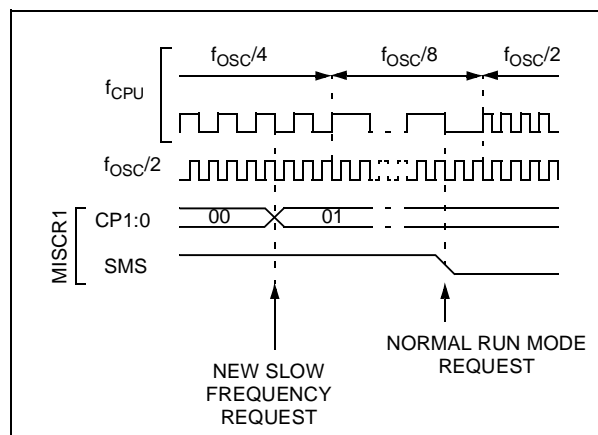 fOSC/4 fOSC/8 fOSC/2
fCPU
fOSC/2
MISCR1
CP1:0 00 01
SMS
NEW SLOW
FREQUENCY
REQUEST
NORMAL RUN MODE
REQUEST